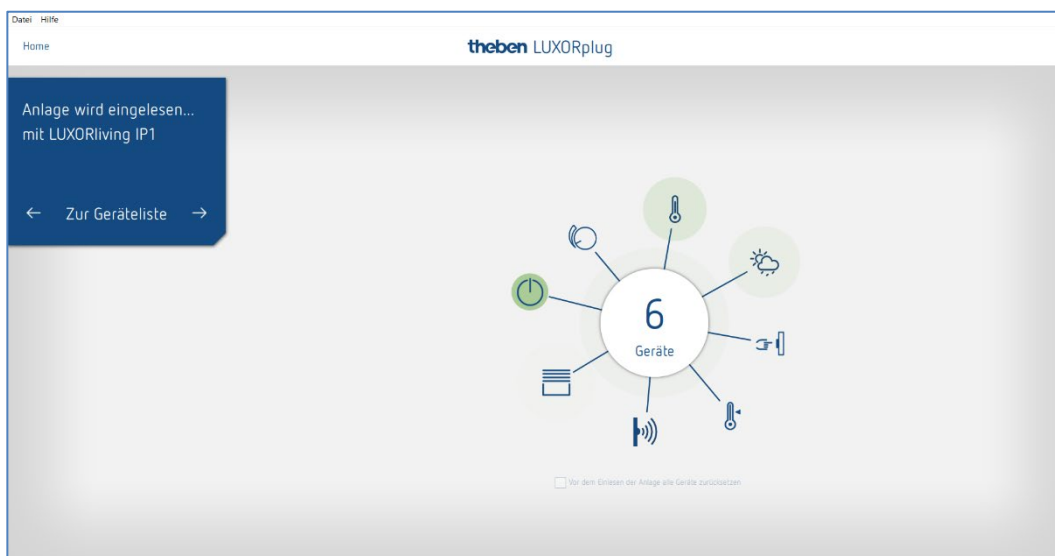 Datei Hilfe
Home
theben LUXORplug
Anlage wird eingelesen...
mit LUXORliving IP1
← Zur Geräteliste →
6
Geräte
Vor dem Einlesen der Anlage alle Geräte zurücksetzen